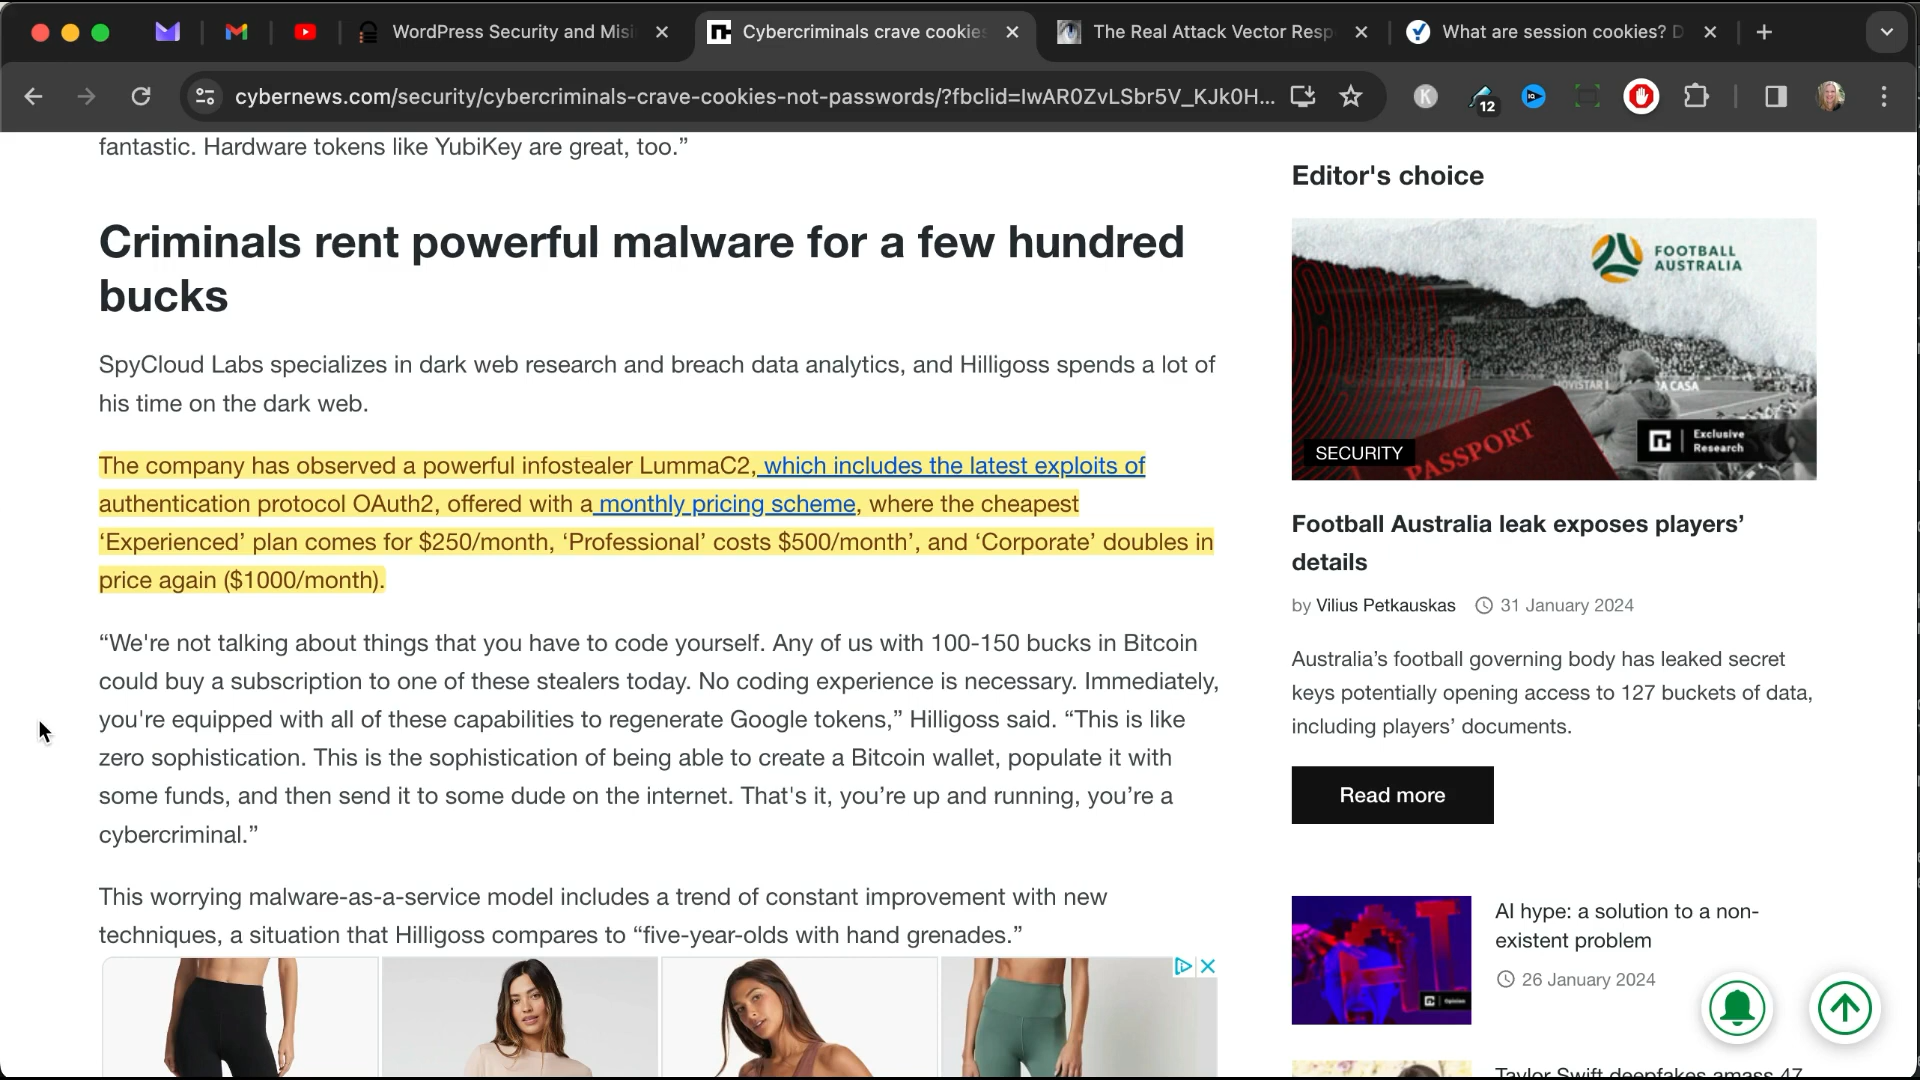 WordPress Security and Misi
Cybercriminals crave cookies
The Real Attack Vector Resp
What are session cookies? D
cybernews.com/security/cybercriminals-crave-cookies-not-passwords/?fbclid=IwAR0ZvLSbr5V_KJk0H...
K
12
fantastic. Hardware tokens like YubiKey are great, too.”
Criminals rent powerful malware for a few hundred
bucks
SpyCloud Labs specializes in dark web research and breach data analytics, and Hilligoss spends a lot of
his time on the dark web.
The company has observed a powerful infostealer LummaC2, which includes the latest exploits of
authentication protocol OAuth2, offered with a monthly pricing scheme, where the cheapest
‘Experienced’ plan comes for $250/month, ‘Professional’ costs $500/month’, and ‘Corporate’ doubles in
price again ($1000/month).
“We're not talking about things that you have to code yourself. Any of us with 100-150 bucks in Bitcoin
could buy a subscription to one of these stealers today. No coding experience is necessary. Immediately,
you're equipped with all of these capabilities to regenerate Google tokens,” Hilligoss said. “This is like
zero sophistication. This is the sophistication of being able to create a Bitcoin wallet, populate it with
some funds, and then send it to some dude on the internet. That's it, you’re up and running, you’re a
cybercriminal.”
This worrying malware-as-a-service model includes a trend of constant improvement with new
techniques, a situation that Hilligoss compares to “five-year-olds with hand grenades.”
Editor's choice
FOOTBALL
AUSTRALIA
MOVISTAR
A CASA
PASSPORT
SECURITY
Exclusive
Research
Football Australia leak exposes players’
details
by Vilius Petkauskas 31 January 2024
Australia’s football governing body has leaked secret
keys potentially opening access to 127 buckets of data,
including players’ documents.
Read more
AI hype: a solution to a non-
existent problem
26 January 2024
Opinion
Taylor Swift deepfakes amass 47